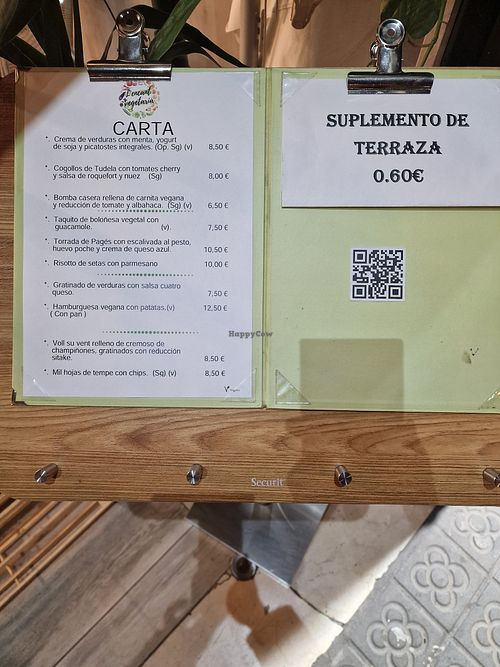 L'encant
Vegetarià
CARTA
*. Crema de verduras con menta, yogurt
de soja y picatostes integrales. (Op. Sg) (v) 8,50 €
*. Cogollos de Tudela con tomates cherry
y salsa de roquefort y nuez (Sg) 8,00 €
*. Bomba casera rellena de carnita vegana
y reducción de tomate y albahaca. (Sg) (v) 6,50 €
*. Taquito de boloñesa vegetal con
guacamole. (v). 7,50 €
*. Torrada de Pagés con escalivada al pesto,
huevo poche y crema de queso azul. 10,50 €
*. Risotto de setas con parmesano 10,00 €
*. Gratinado de verduras con salsa cuatro
queso. 7,50 €
*. Hamburguesa vegana con patatas.(v) 12,50 €
( Con pan )
*. Voll su vent relleno de cremoso de
champiñones, gratinados con reducción
sitake. 8,50 €
*. Mil hojas de tempe con chips. (Sq) (v) 8,50 €
SUPLEMENTO DE
TERRAZA
0.60€
HappyCow
Securit